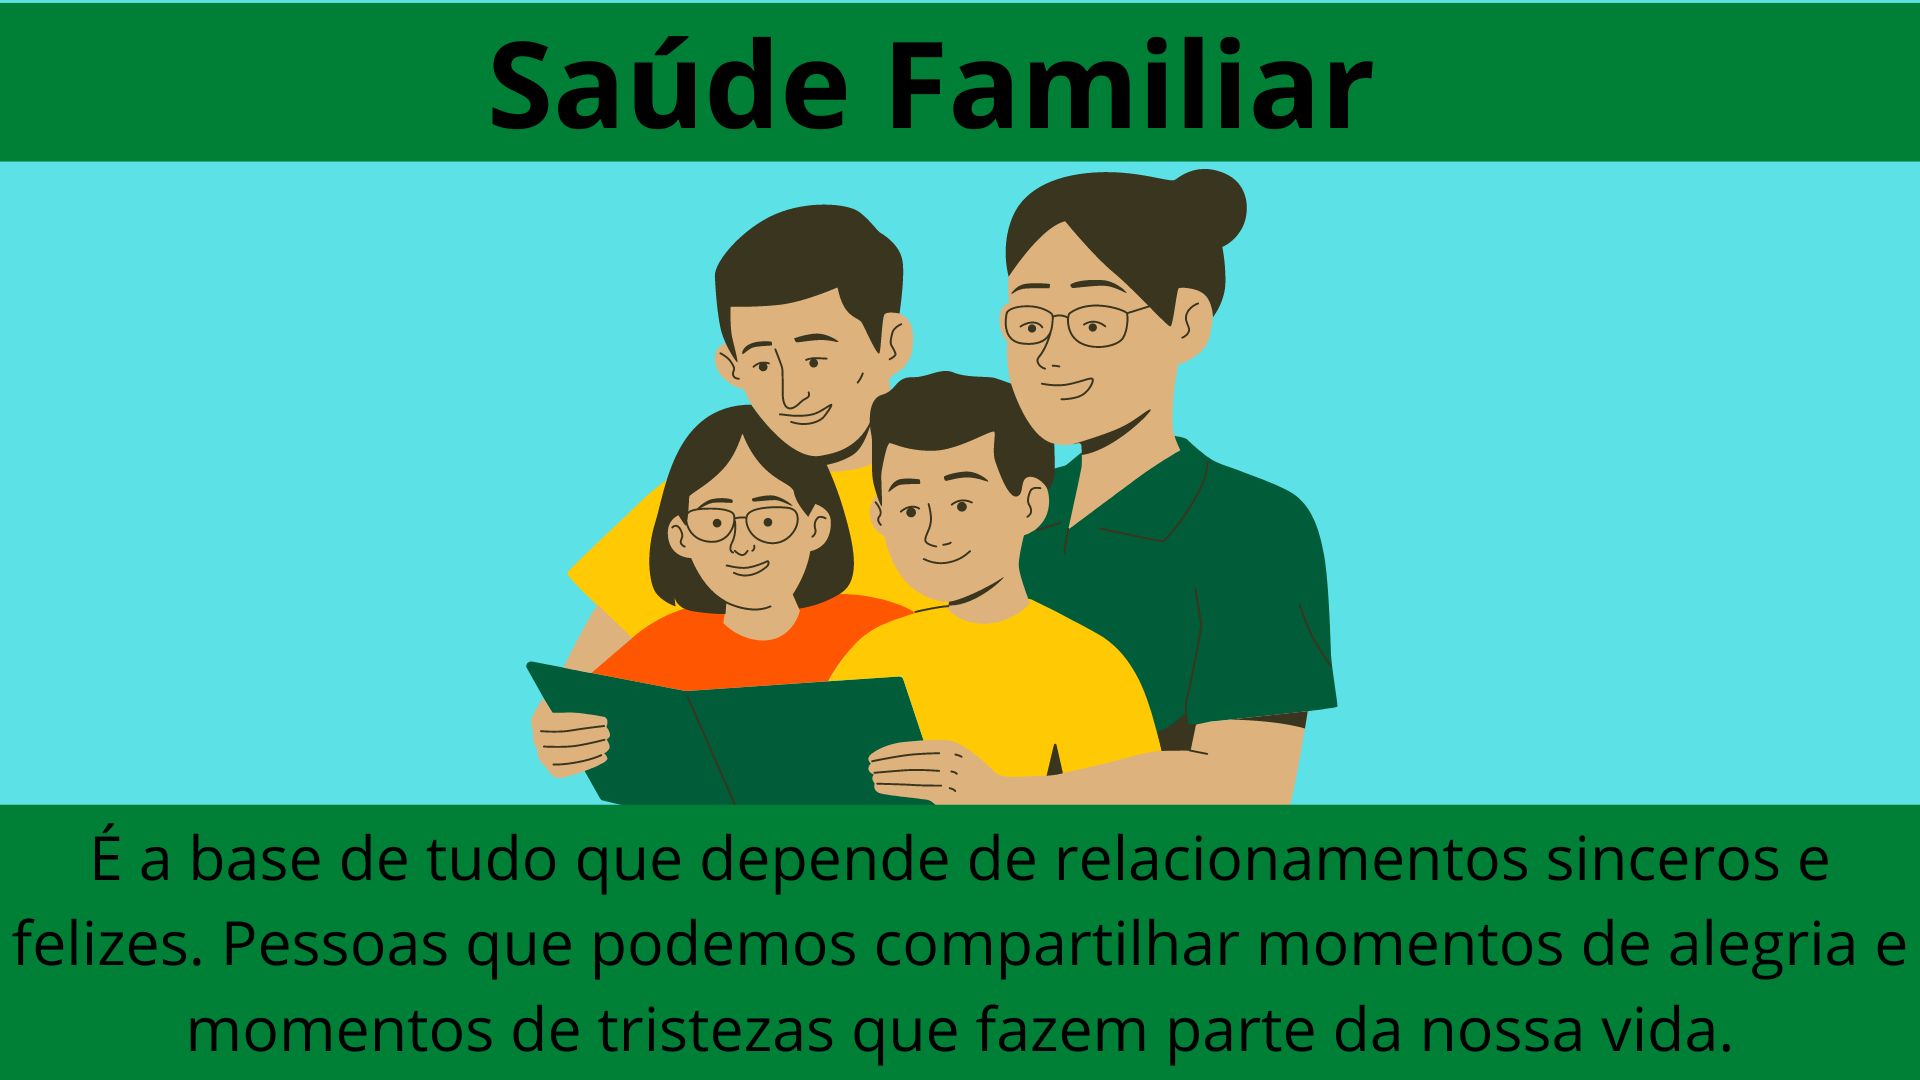 Saúde Familiar
É a base de tudo que depende de relacionamentos sinceros e
felizes. Pessoas que podemos compartilhar momentos de alegria e
momentos de tristezas que fazem parte da nossa vida.